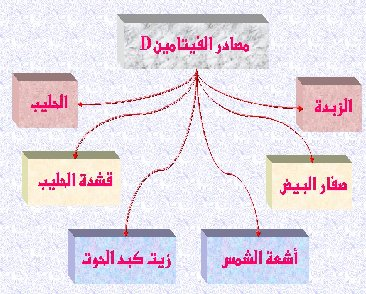 مصادر الفيتامين D
الزبدة
الحليب
صفار البيض
قشدة الحليب
أشعة الشمس
زيت كبد الحوت